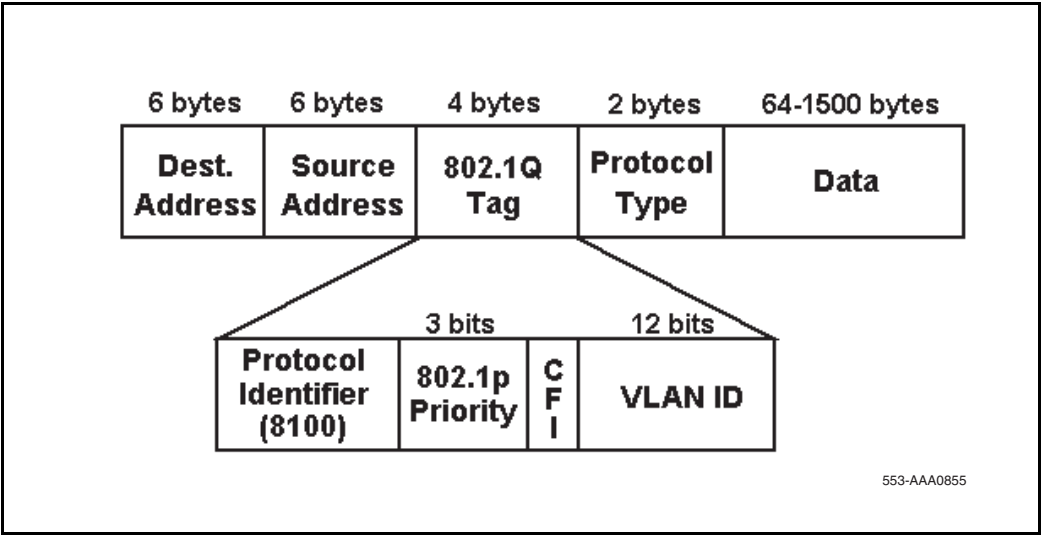 6 bytes 6 bytes 4 bytes 2 bytes 64-1500 bytes
Dest. Address
Source Address
802.1Q Tag
Protocol Type
Data
3 bits 12 bits
Protocol Identifier (8100)
802.1p Priority
CFI
VLAN ID
553-AAA0855